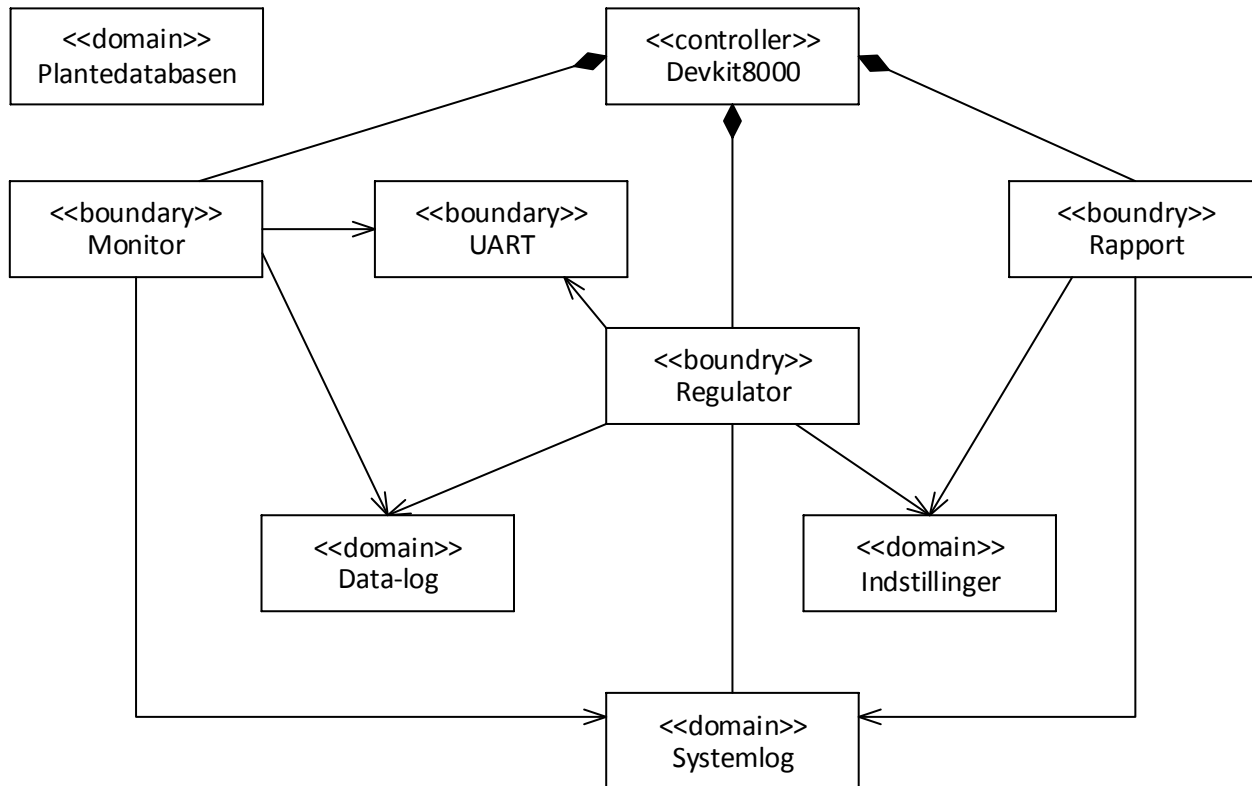 <<domain>>
Plantedatabasen
<<controller>>
Devkit8000
<<boundary>>
Monitor
<<boundary>>
UART
<<boundry>>
Rapport
<<boundry>>
Regulator
<<domain>>
Data-log
<<domain>>
Indstillinger
<<domain>>
Systemlog